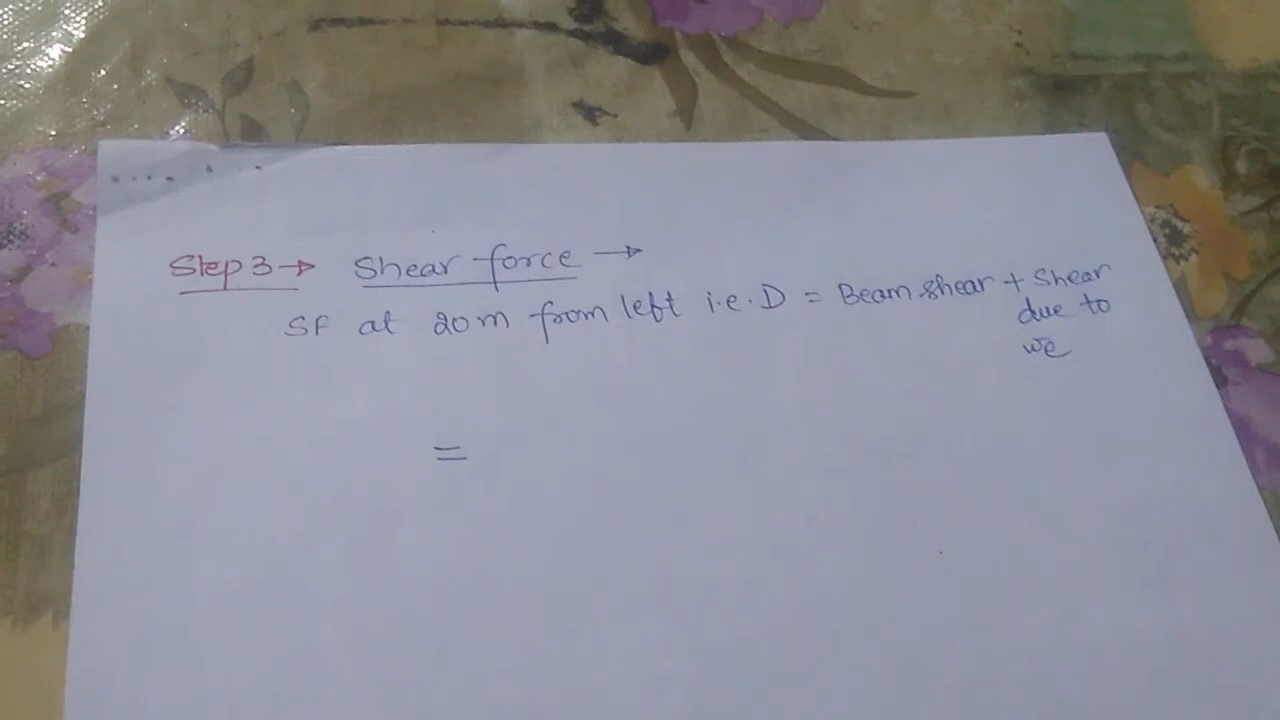 Step 3 → Shear force →
SF at 20m from left i.e. D = Beam shear + Shear
due to
we
=